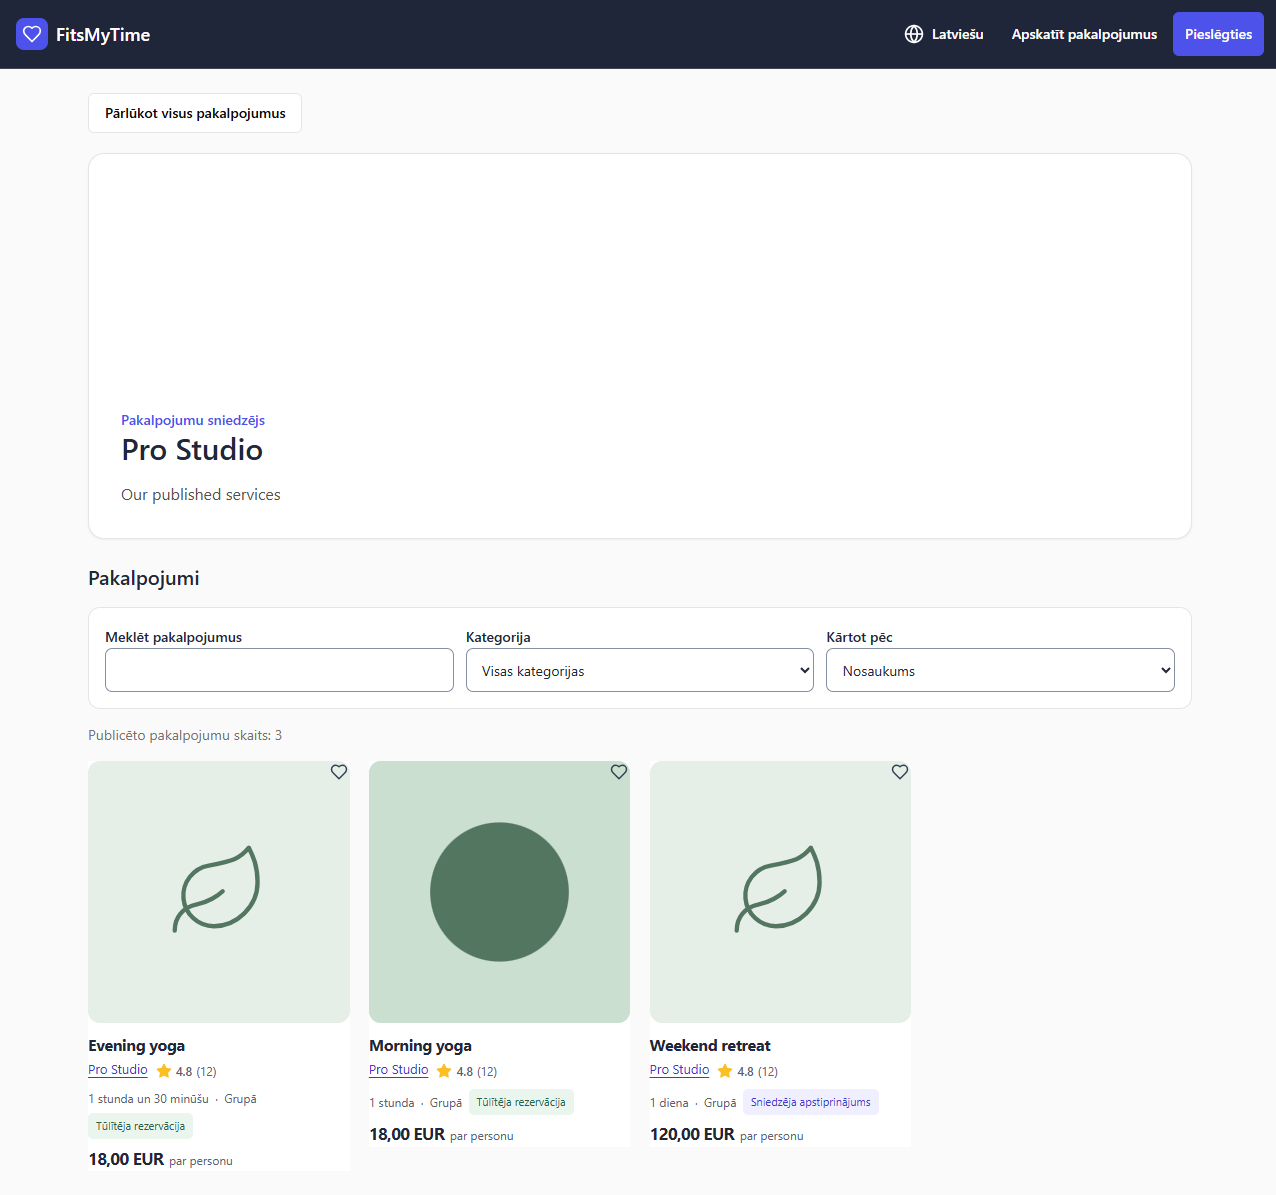 FitsMyTime
Latviešu
Apskatīt pakalpojumus
Pieslēgties
Pārlūkot visus pakalpojumus
Pakalpojumu sniedzējs
Pro Studio
Our published services
Pakalpojumi
Meklēt pakalpojumus
Kategorija
Visas kategorijas
Kārtot pēc
Nosaukums
Publicēto pakalpojumu skaits: 3
Evening yoga
Pro Studio 4.8 (12)
1 stunda un 30 minūšu · Grupā
Tūlītēja rezervācija
18,00 EUR par personu
Morning yoga
Pro Studio 4.8 (12)
1 stunda · Grupā Tūlītēja rezervācija
18,00 EUR par personu
Weekend retreat
Pro Studio 4.8 (12)
1 diena · Grupā Sniedzēja apstiprinājums
120,00 EUR par personu